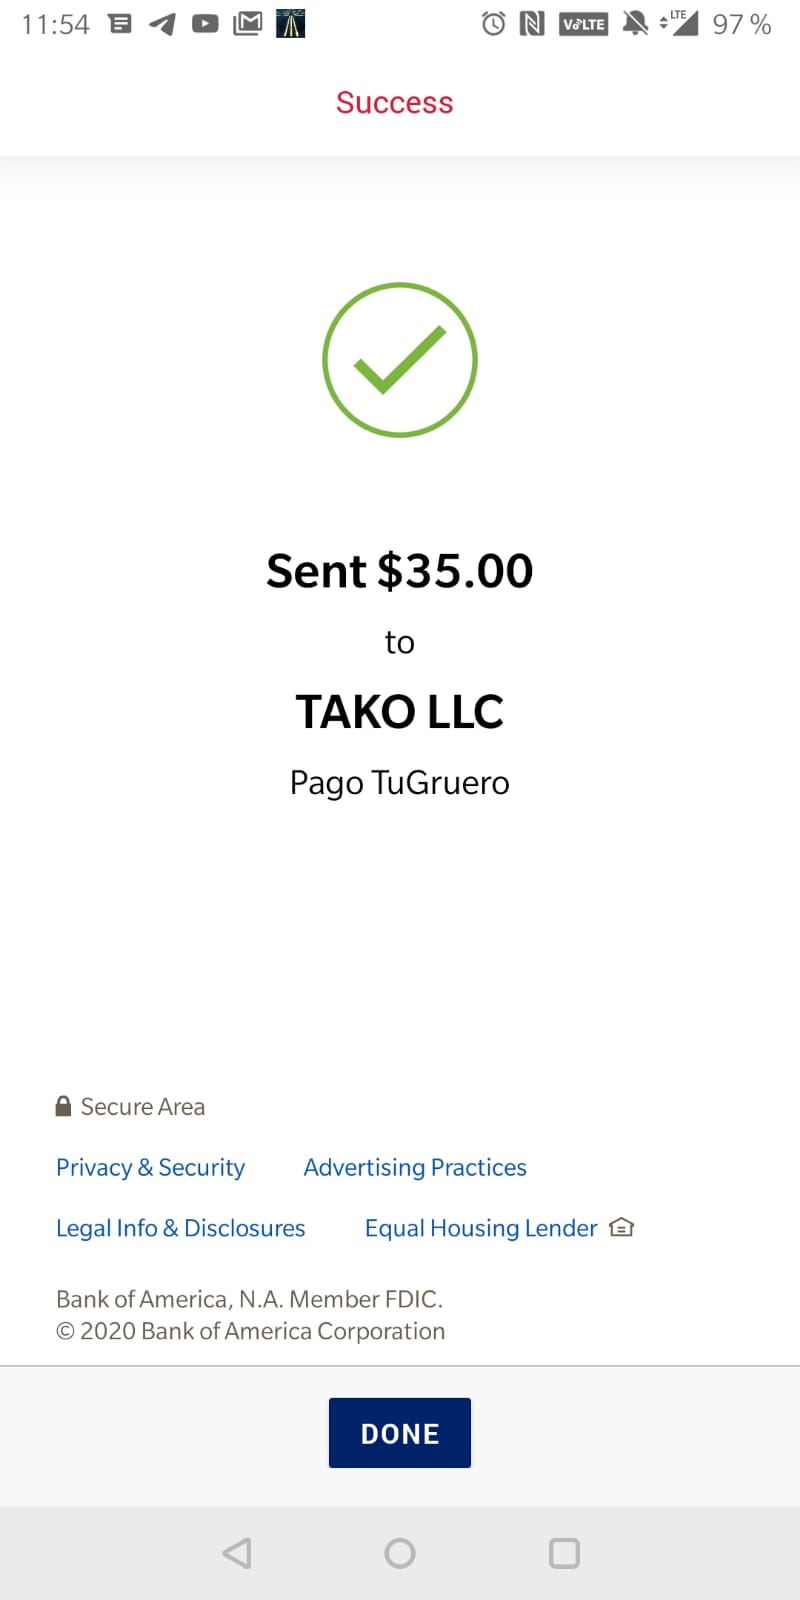 11:54 VoLTE LTE 97 %
Success
Sent $35.00
to
TAKO LLC
Pago TuGruero
Secure Area
Privacy & Security Advertising Practices
Legal Info & Disclosures Equal Housing Lender
Bank of America, N.A. Member FDIC.
© 2020 Bank of America Corporation
DONE